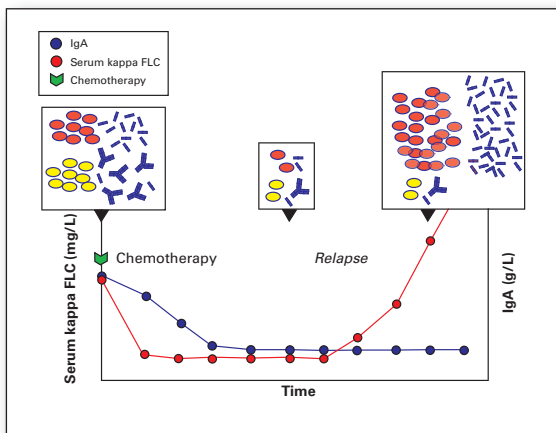 IgA
Serum kappa FLC
Chemotherapy
Serum kappa FLC (mg/L)
Chemotherapy
Relapse
IgA (g/L)
Time